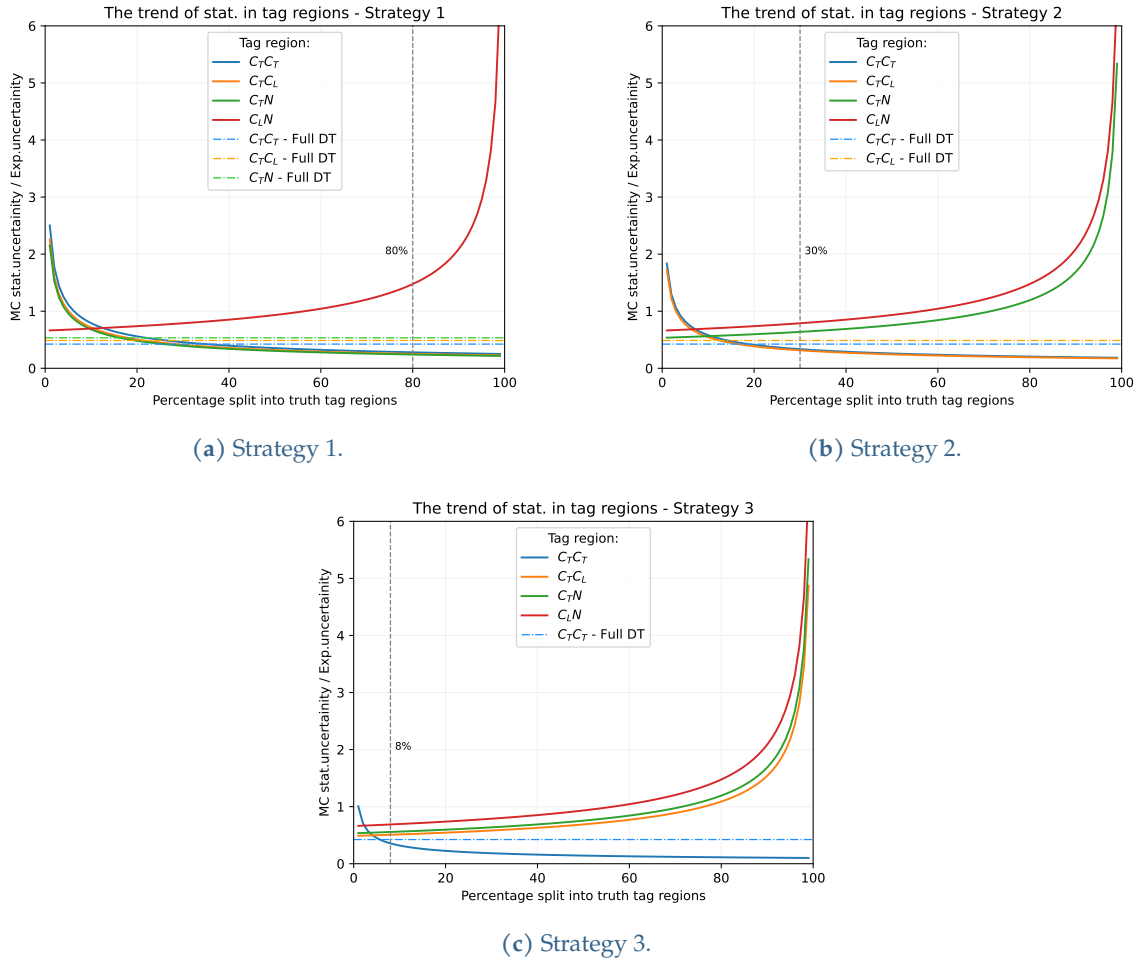 The trend of stat. in tag regions - Strategy 1
MC stat.uncertainity / Exp.uncertainity
6
5
4
3
2
1
0
Tag region:
C_TC_T
C_TC_L
C_TN
C_LN
C_TC_T - Full DT
C_TC_L - Full DT
C_TN - Full DT
80%
0 20 40 60 80 100
Percentage split into truth tag regions
(a) Strategy 1.
The trend of stat. in tag regions - Strategy 2
MC stat.uncertainity / Exp.uncertainity
6
5
4
3
2
1
0
Tag region:
C_TC_T
C_TC_L
C_TN
C_LN
C_TC_T - Full DT
C_TC_L - Full DT
30%
0 20 40 60 80 100
Percentage split into truth tag regions
(b) Strategy 2.
The trend of stat. in tag regions - Strategy 3
MC stat.uncertainity / Exp.uncertainity
6
5
4
3
2
1
0
Tag region:
C_TC_T
C_TC_L
C_TN
C_LN
C_TC_T - Full DT
8%
0 20 40 60 80 100
Percentage split into truth tag regions
(c) Strategy 3.